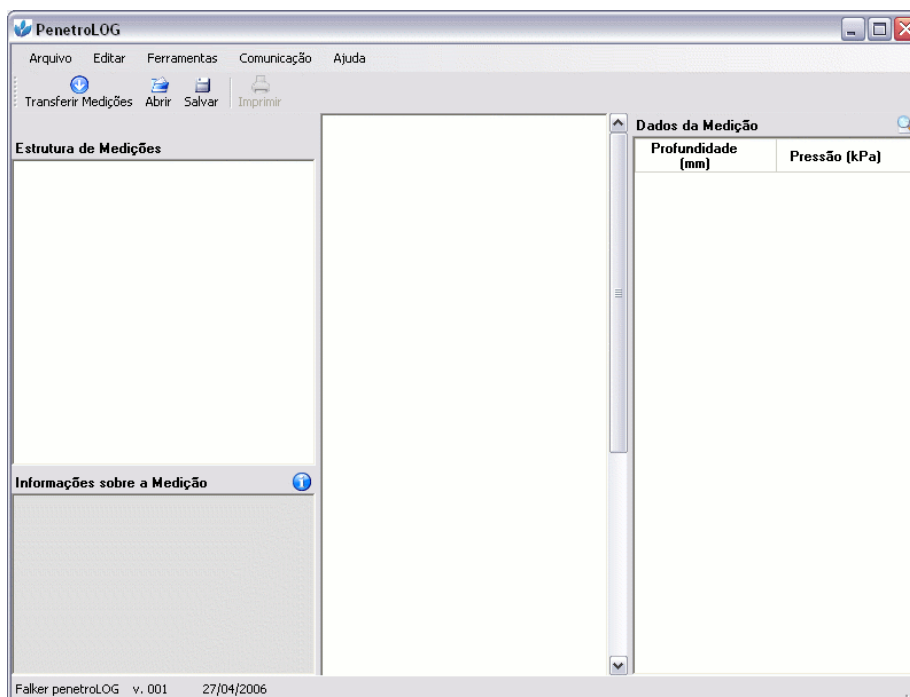 PenetroLOG
Arquivo Editar Ferramentas Comunicação Ajuda
Transferir Medições Abrir Salvar Imprimir
Estrutura de Medições
Informações sobre a Medição
Dados da Medição
Profundidade
(mm)
Pressão (kPa)
Falker penetroLOG v. 001 27/04/2006